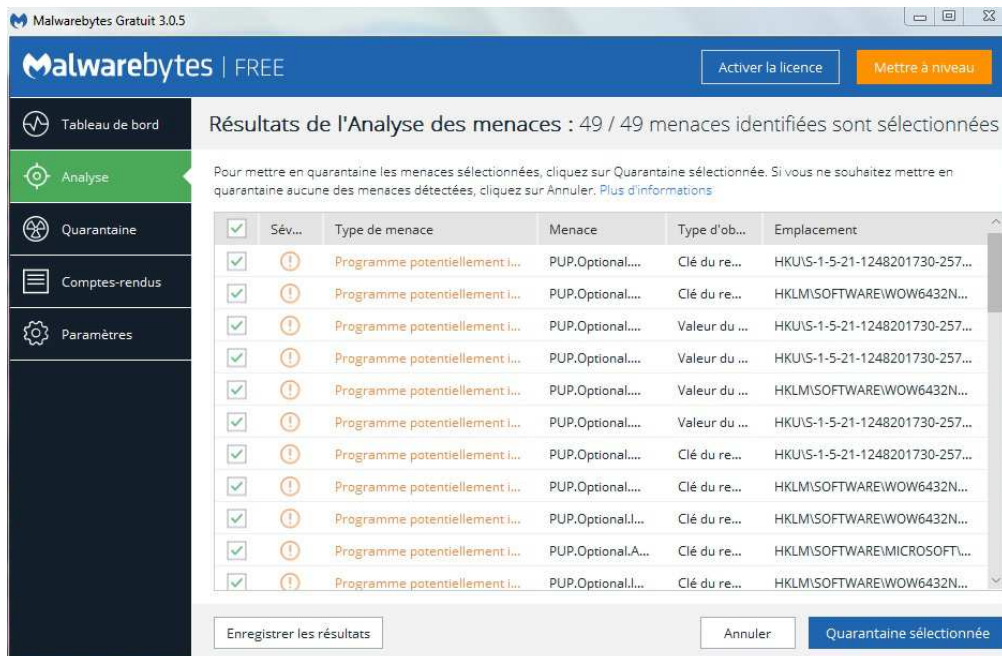 Malwarebytes Gratuit 3.0.5
Malwarebytes | FREE
Activer la licence
Mettre à niveau
Tableau de bord
Analyse
Quarantaine
Comptes-rendus
Paramètres
Résultats de l'Analyse des menaces : 49 / 49 menaces identifiées sont sélectionnées
Pour mettre en quarantaine les menaces sélectionnées, cliquez sur Quarantaine sélectionnée. Si vous ne souhaitez mettre en
quarantaine aucune des menaces détectées, cliquez sur Annuler. Plus d'informations
Sév... Type de menace Menace Type d'ob... Emplacement
Programme potentiellement i... PUP.Optional.... Clé du re... HKU\S-1-5-21-1248201730-257...
Programme potentiellement i... PUP.Optional.... Clé du re... HKLM\SOFTWARE\WOW6432N...
Programme potentiellement i... PUP.Optional.... Valeur du ... HKU\S-1-5-21-1248201730-257...
Programme potentiellement i... PUP.Optional.... Valeur du ... HKU\S-1-5-21-1248201730-257...
Programme potentiellement i... PUP.Optional.... Valeur du ... HKLM\SOFTWARE\WOW6432N...
Programme potentiellement i... PUP.Optional.... Valeur du ... HKU\S-1-5-21-1248201730-257...
Programme potentiellement i... PUP.Optional.... Clé du re... HKU\S-1-5-21-1248201730-257...
Programme potentiellement i... PUP.Optional.... Clé du re... HKLM\SOFTWARE\WOW6432N...
Programme potentiellement i... PUP.Optional.I... Clé du re... HKLM\SOFTWARE\WOW6432N...
Programme potentiellement i... PUP.Optional.A... Clé du re... HKLM\SOFTWARE\MICROSOFT\...
Programme potentiellement i... PUP.Optional.I... Clé du re... HKLM\SOFTWARE\WOW6432N...
Enregistrer les résultats
Annuler
Quarantaine sélectionnée